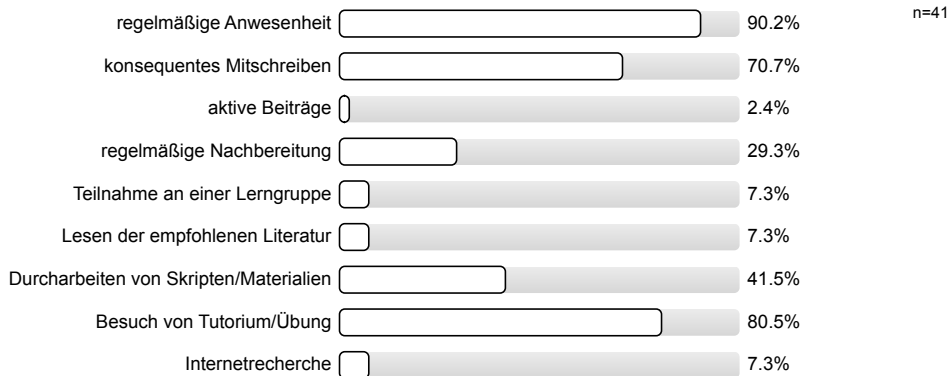 n=41
regelmäßige Anwesenheit 90.2%
konsequentes Mitschreiben 70.7%
aktive Beiträge 2.4%
regelmäßige Nachbereitung 29.3%
Teilnahme an einer Lerngruppe 7.3%
Lesen der empfohlenen Literatur 7.3%
Durcharbeiten von Skripten/Materialien 41.5%
Besuch von Tutorium/Übung 80.5%
Internetrecherche 7.3%